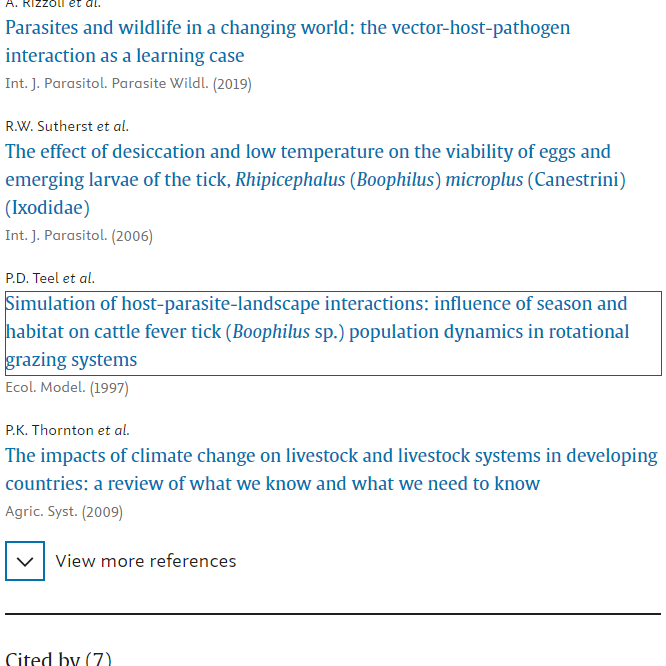 A. Rizzoli et al.
Parasites and wildlife in a changing world: the vector-host-pathogen
interaction as a learning case
Int. J. Parasitol. Parasite Wildl. (2019)
R.W. Sutherst et al.
The effect of desiccation and low temperature on the viability of eggs and
emerging larvae of the tick, Rhipicephalus (Boophilus) microplus (Canestrini)
(Ixodidae)
Int. J. Parasitol. (2006)
P.D. Teel et al.
Simulation of host-parasite-landscape interactions: influence of season and
habitat on cattle fever tick (Boophilus sp.) population dynamics in rotational
grazing systems
Ecol. Model. (1997)
P.K. Thornton et al.
The impacts of climate change on livestock and livestock systems in developing
countries: a review of what we know and what we need to know
Agric. Syst. (2009)
View more references
Cited by (7)